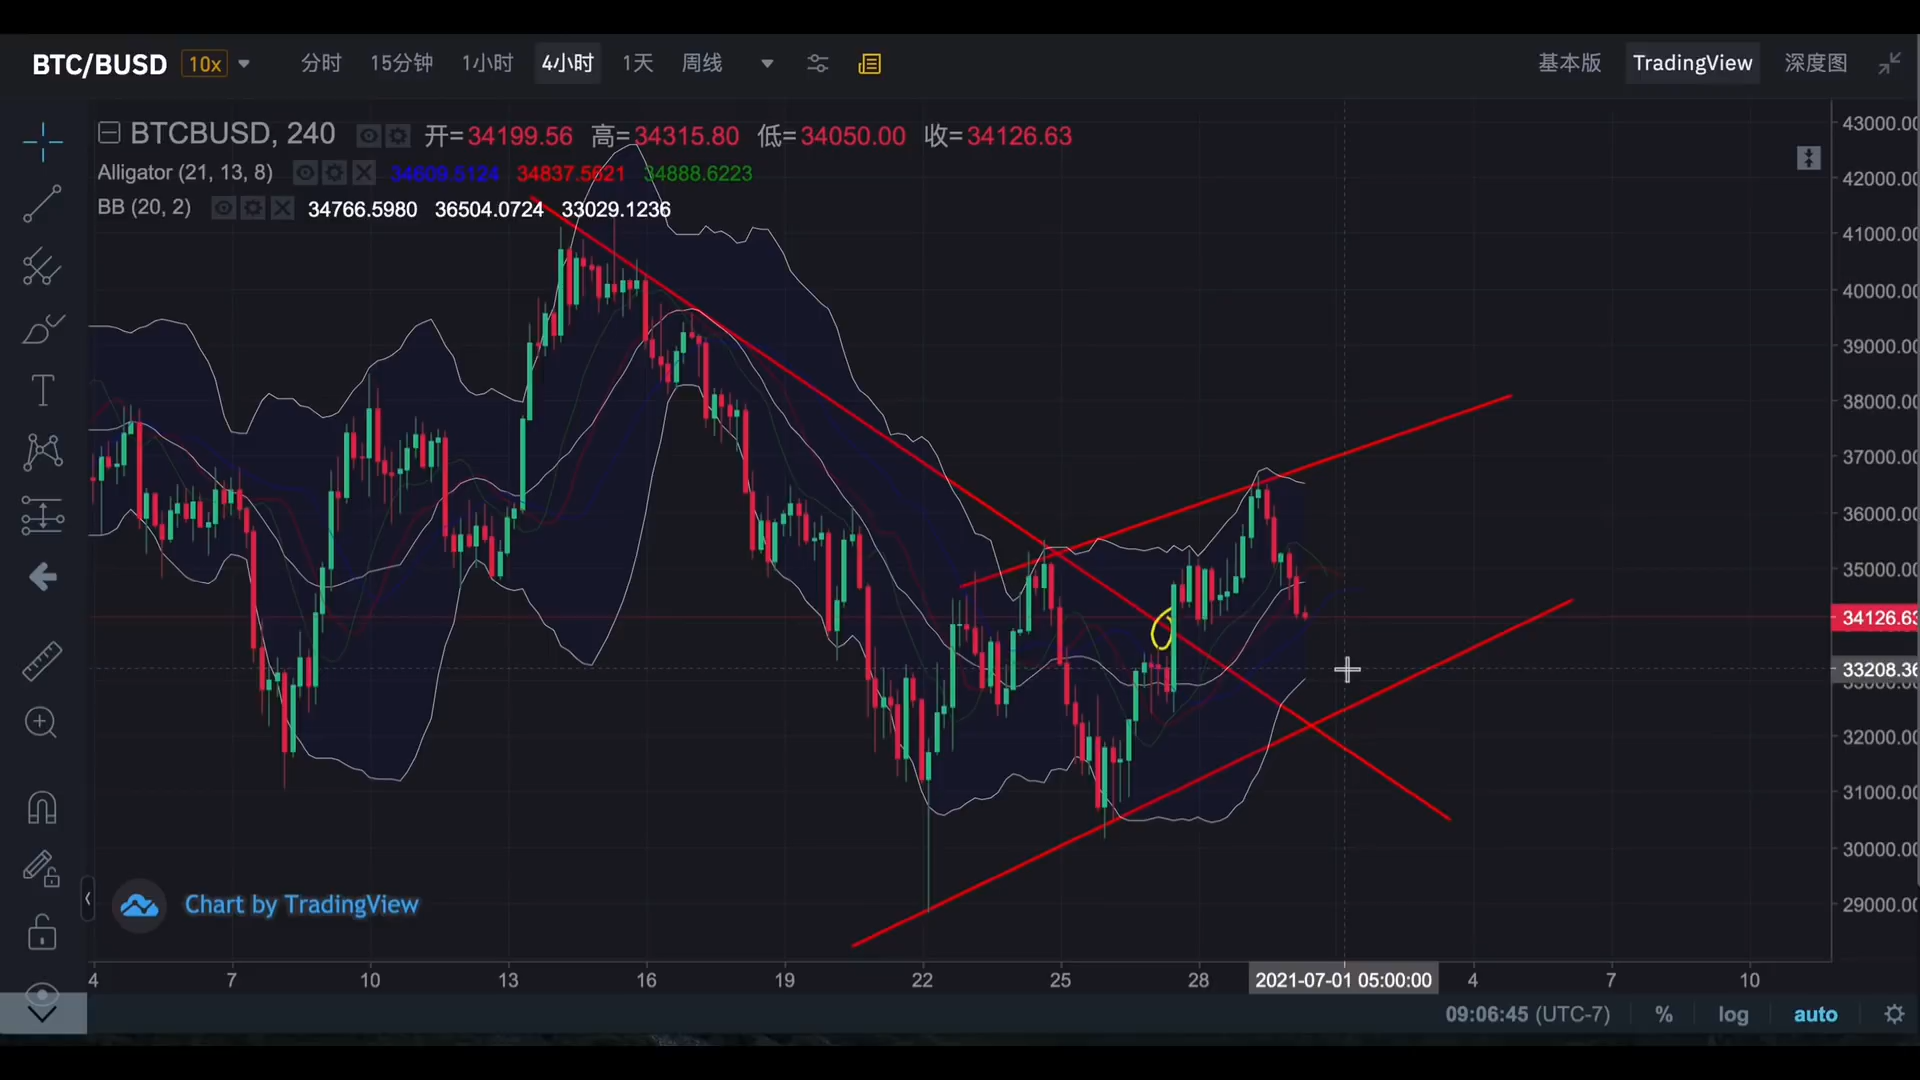 BTC/BUSD 10x 分时 15分钟 1小时 4小时 1天 周线 基本版 TradingView 深度图
BTCBUSD, 240 开=34199.56 高=34315.80 低=34050.00 收=34126.63
Alligator (21, 13, 8) 34609.5124 34837.5621 34888.6223
BB (20, 2) 34766.5980 36504.0724 33029.1236
43000.00
42000.00
41000.00
40000.00
39000.00
38000.00
37000.00
36000.00
35000.00
34126.63
33208.36
32000.00
31000.00
30000.00
29000.00
Chart by TradingView
4 7 10 13 16 19 22 25 28 2021-07-01 05:00:00 4 7 10
09:06:45 (UTC-7) % log auto